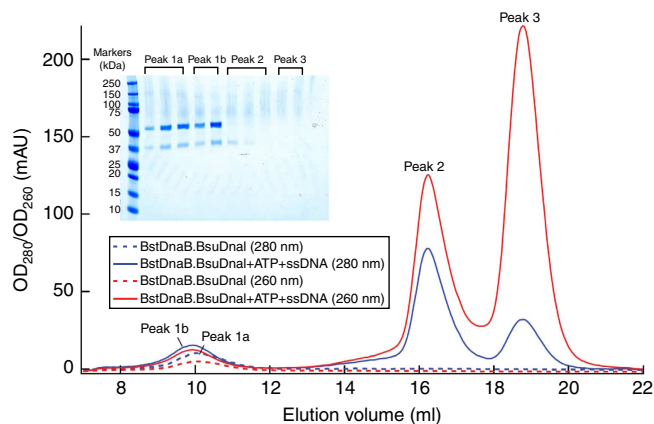 Peak 3
Markers
(kDa)
Peak 1a Peak 1b Peak 2 Peak 3
250
150
100
75
50
37
25
20
15
10
200
150
100
50
0
OD280/OD260 (mAU)
Peak 2
BstDnaB.BsuDnaI (280 nm)
BstDnaB.BsuDnaI+ATP+ssDNA (280 nm)
BstDnaB.BsuDnaI (260 nm)
BstDnaB.BsuDnaI+ATP+ssDNA (260 nm)
Peak 1b Peak 1a
8 10 12 14 16 18 20 22
Elution volume (ml)